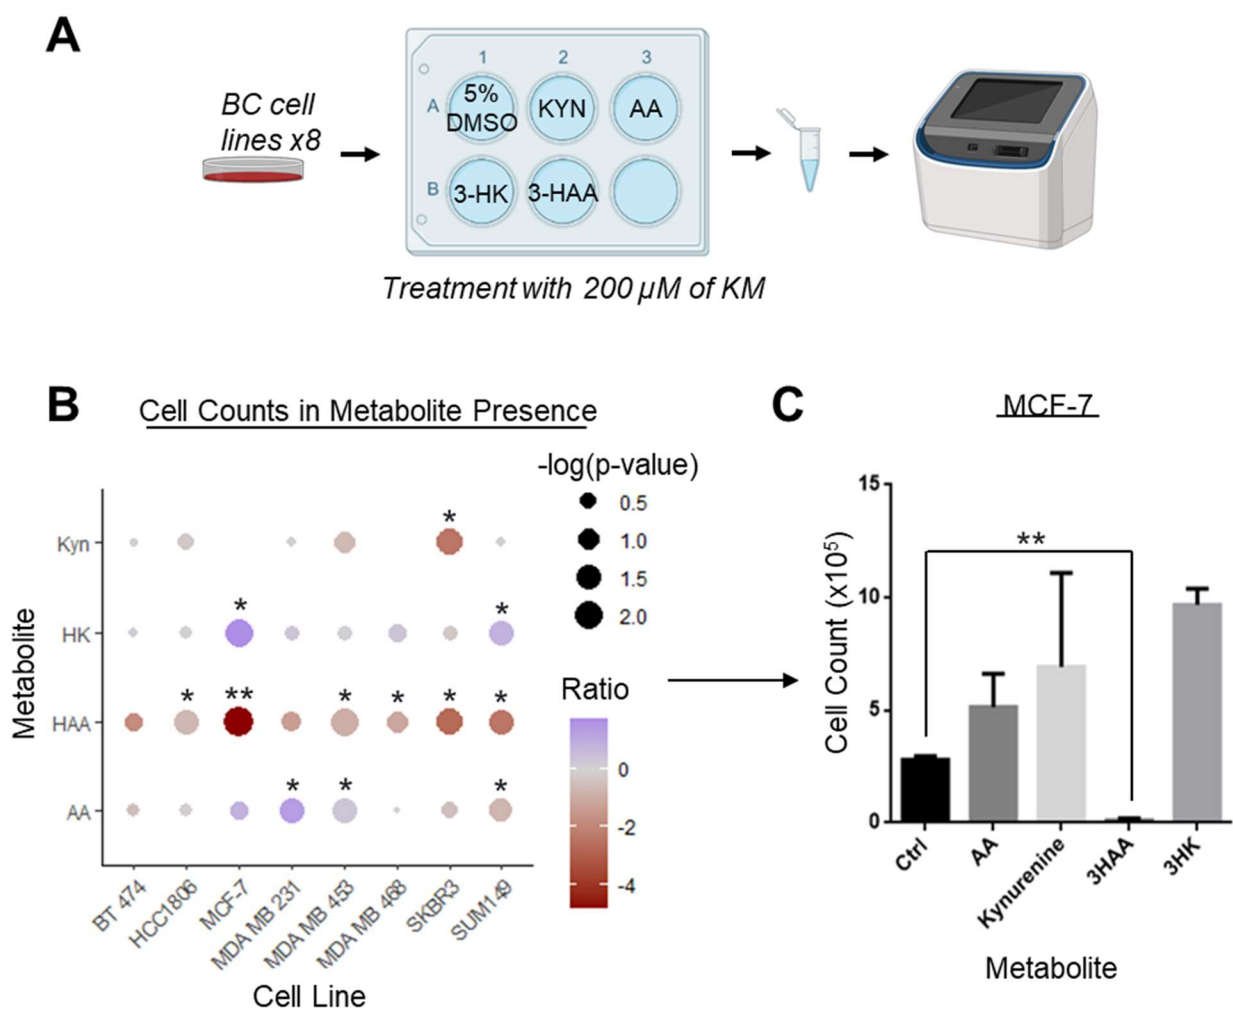 A
BC cell
lines x8
1 2 3
A
5%
DMSO
KYN
AA
B
3-HK
3-HAA
Treatment with 200 µM of KM
B
Cell Counts in Metabolite Presence
Metabolite
Kyn
*
HK
* *
HAA
* ** * * * *
AA
* * *
BT 474
HCC1806
MCF-7
MDA MB 231
MDA MB 453
MDA MB 468
SKBR3
SUM149
Cell Line
-log(p-value)
0.5
1.0
1.5
2.0
Ratio
0
-2
-4
C
MCF-7
Cell Count (x10⁵)
15
10
5
0
**
Ctrl
AA
Kynurenine
3HAA
3HK
Metabolite